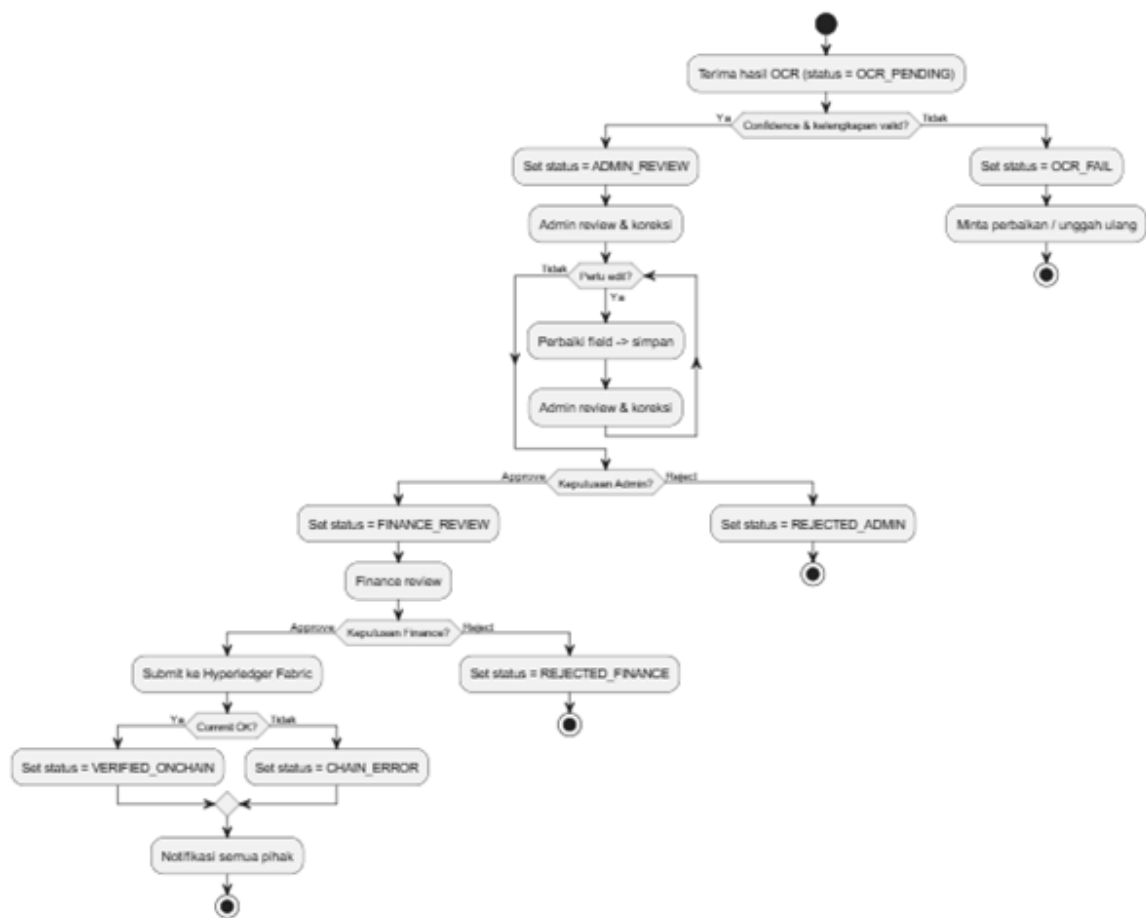 Terima hasil OCR (status = OCR_PENDING)
Ya
Confidence & kelengkapan valid?
Tidak
Set status = ADMIN_REVIEW
Set status = OCR_FAIL
Admin review & koreksi
Minta perbaikan / unggah ulang
Tidak
Perlu edit?
Ya
Perbaiki field -> simpan
Admin review & koreksi
Approve
Keputusan Admin?
Reject
Set status = FINANCE_REVIEW
Set status = REJECTED_ADMIN
Finance review
Approve
Keputusan Finance?
Reject
Submit ke Hyperledger Fabric
Set status = REJECTED_FINANCE
Ya
Commit OK?
Tidak
Set status = VERIFIED_ONCHAIN
Set status = CHAIN_ERROR
Notifikasi semua pihak